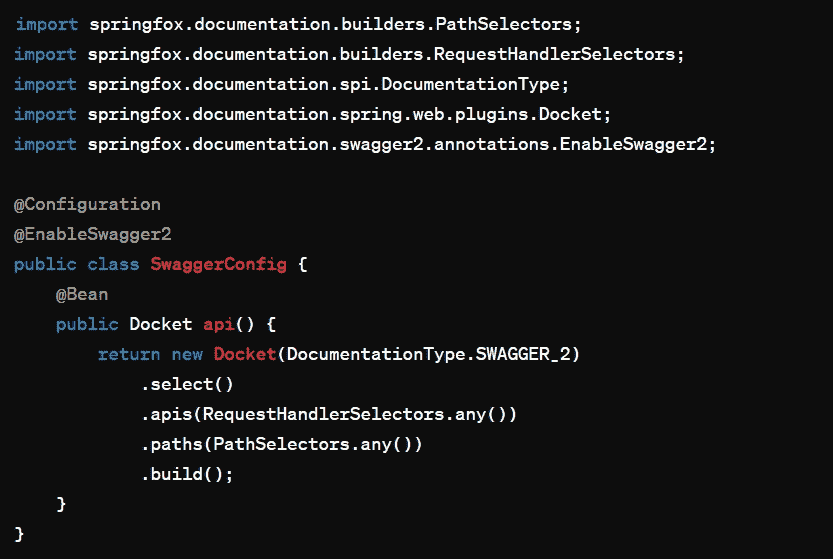 import springfox.documentation.builders.PathSelectors;
import springfox.documentation.builders.RequestHandlerSelectors;
import springfox.documentation.spi.DocumentationType;
import springfox.documentation.spring.web.plugins.Docket;
import springfox.documentation.swagger2.annotations.EnableSwagger2;

@Configuration
@EnableSwagger2
public class SwaggerConfig {
    @Bean
    public Docket api() {
        return new Docket(DocumentationType.SWAGGER_2)
            .select()
            .apis(RequestHandlerSelectors.any())
            .paths(PathSelectors.any())
            .build();
    }
}